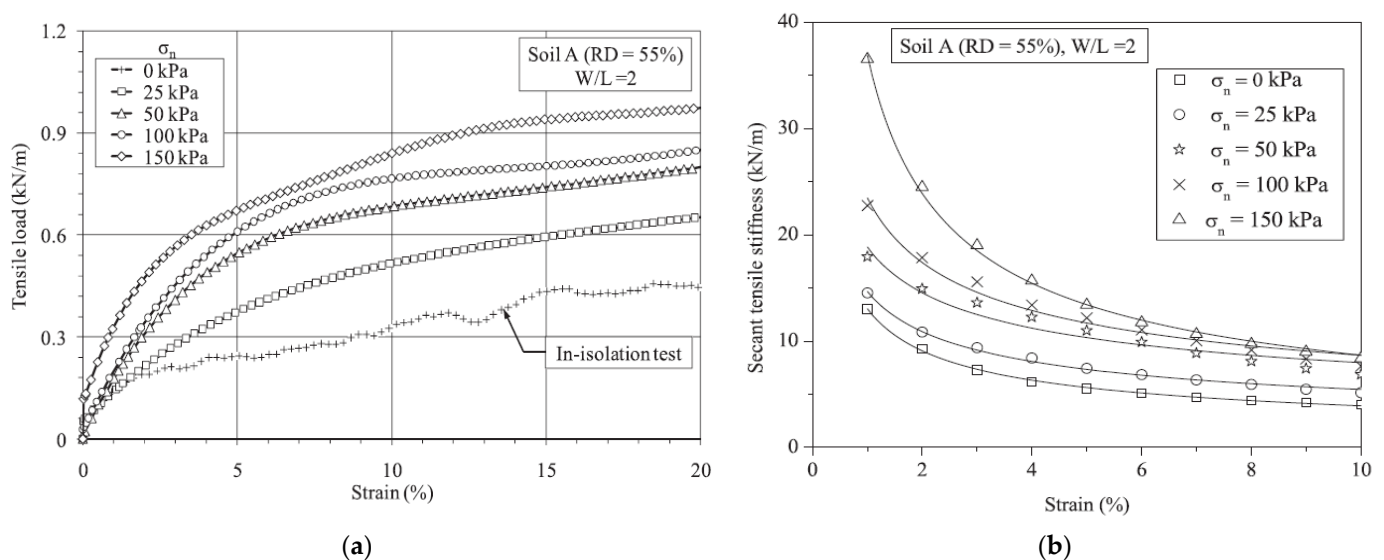 1.2
σn
0 kPa
25 kPa
50 kPa
100 kPa
150 kPa
Soil A (RD = 55%)
W/L =2
0.9
0.6
0.3
0
In-isolation test
Tensile load (kN/m)
0 5 10 15 20
Strain (%)
(a)
40
Soil A (RD = 55%), W/L=2
σn = 0 kPa
σn = 25 kPa
σn = 50 kPa
σn = 100 kPa
σn = 150 kPa
30
20
10
0
Secant tensile stiffness (kN/m)
0 2 4 6 8 10
Strain (%)
(b)